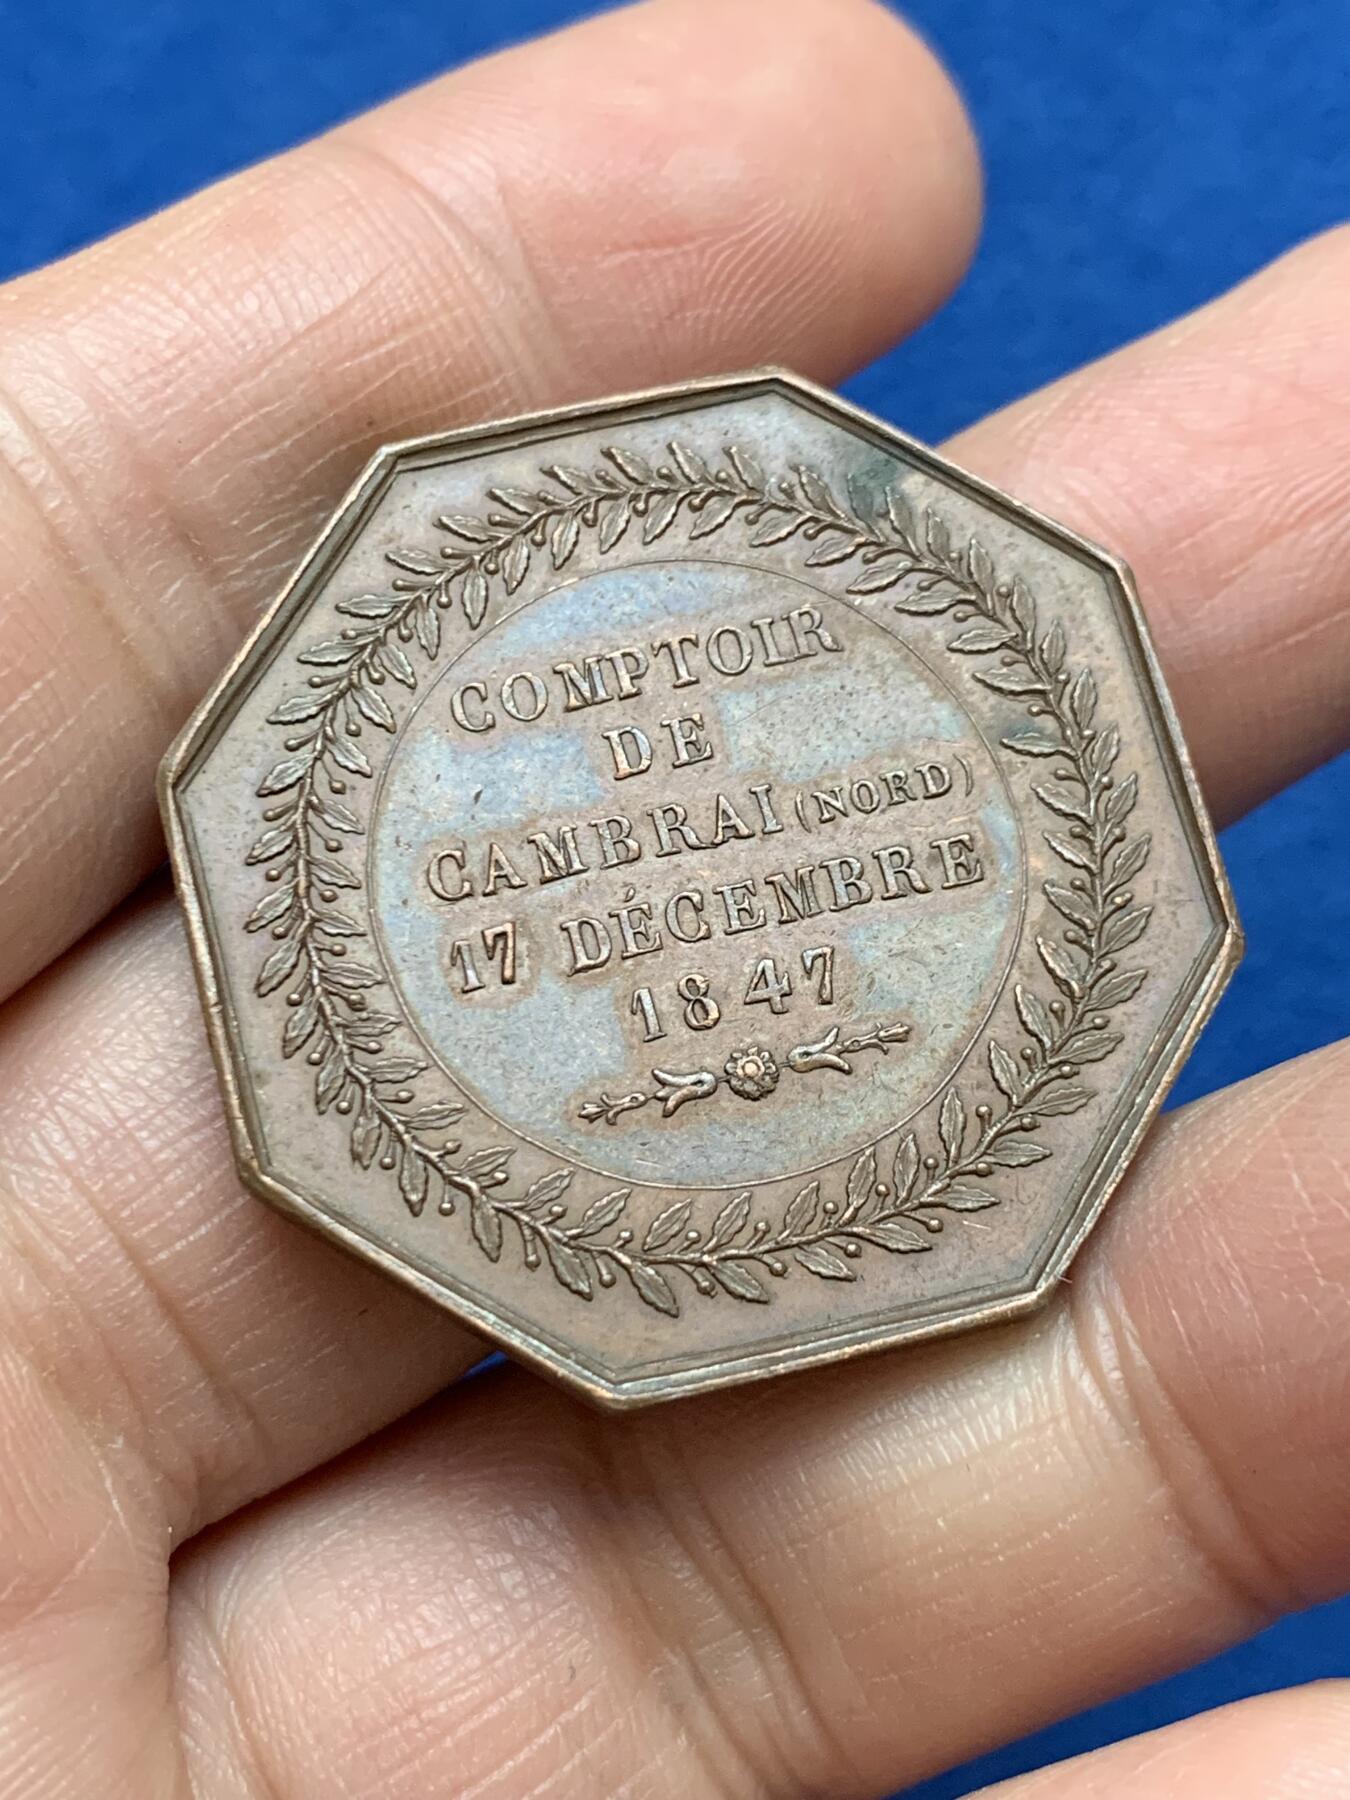 COMPTOIR
DE
CAMBRAI (NORD)
17 DÉCEMBRE
1847